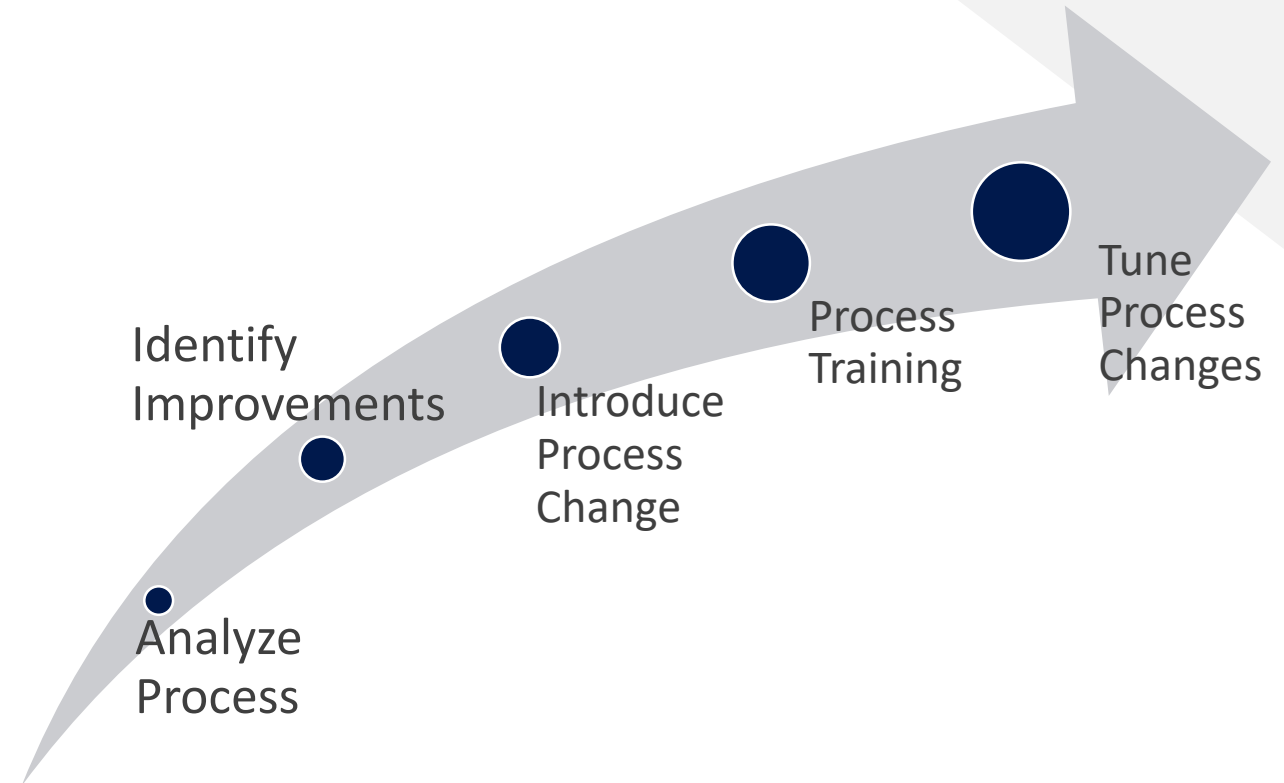 Analyze
Process
Identify
Improvements
Introduce
Process
Change
Process
Training
Tune
Process
Changes